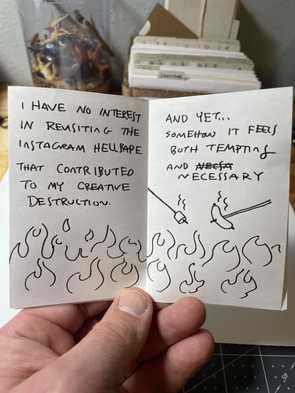 I HAVE NO INTEREST
IN REVISITING THE
INSTAGRAM HELLSCAPE
THAT CONTRIBUTED
TO MY CREATIVE
DESTRUCTION.
AND YET...
SOMEHOW IT FEELS
BOTH TEMPTING
AND NECSA
NECESSARY